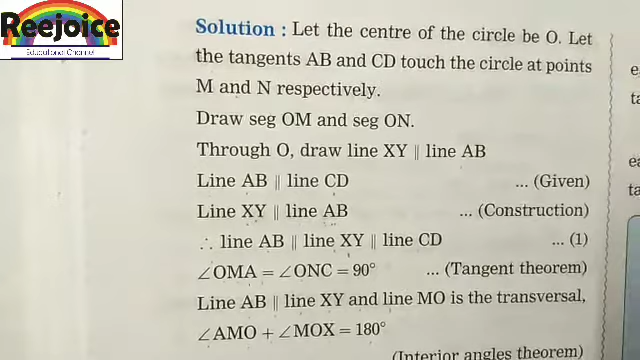 Reejoice
Educational Channel
Solution : Let the centre of the circle be O. Let
the tangents AB and CD touch the circle at points
M and N respectively.
Draw seg OM and seg ON.
Through O, draw line XY || line AB
Line AB || line CD ... (Given)
Line XY || line AB ... (Construction)
∴ line AB || line XY || line CD ... (1)
∠OMA = ∠ONC = 90° ... (Tangent theorem)
Line AB || line XY and line MO is the transversal,
∠AMO + ∠MOX = 180°
(Interior angles theorem)